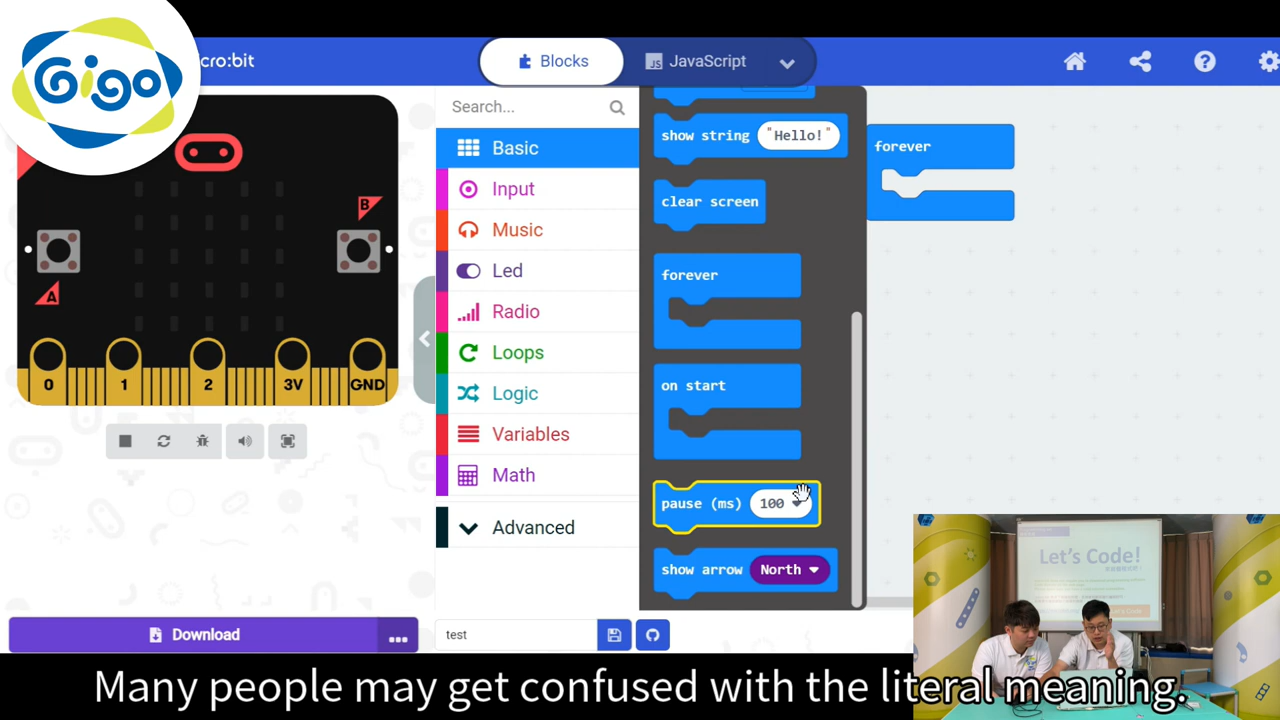 Gigo
cro:bit
Blocks
JS JavaScript
Search...
Basic
Input
Music
Led
Radio
Loops
Logic
Variables
Math
Advanced
show string "Hello!"
clear screen
forever
on start
pause (ms) 100
show arrow North
forever
B
A
0 1 2 3V GND
Download
test
Let's Code!
Many people may get confused with the literal meaning.